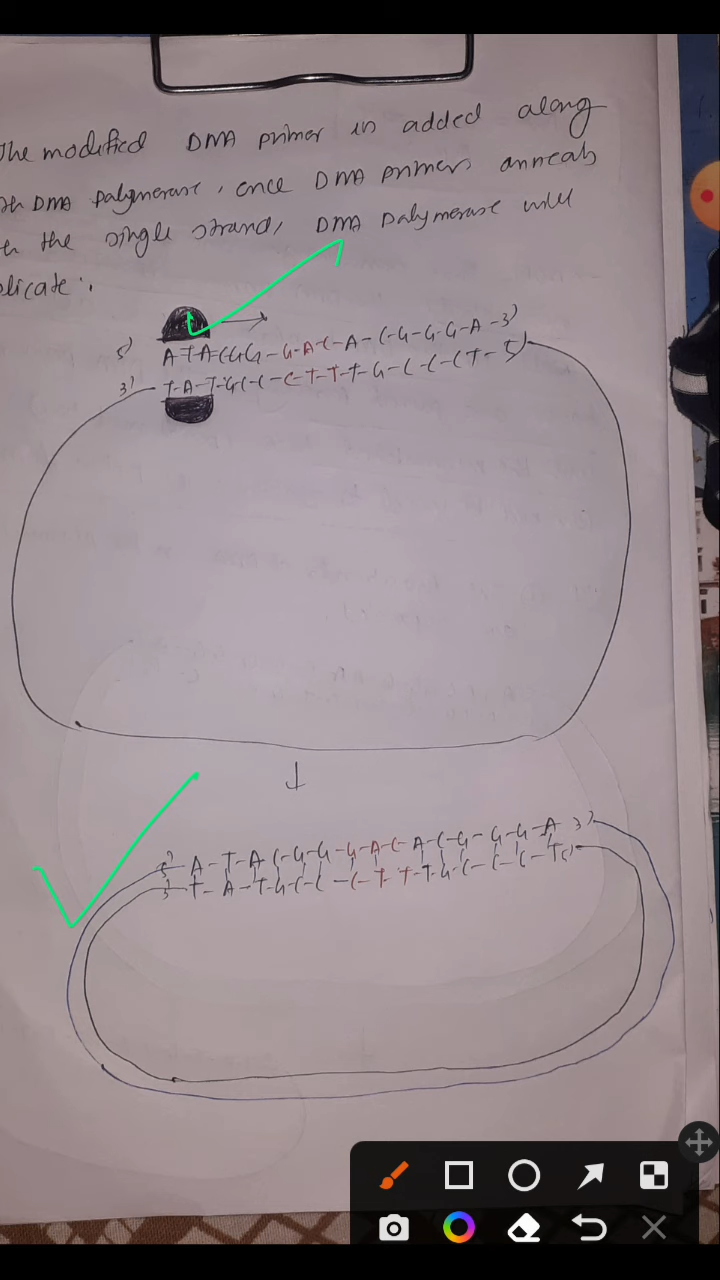 The modified DNA primer is added along
DNA polymerase, once DNA primers anneals
the single strand, DNA polymerase will
plicate.
5' A-T-A-C-G-G-G-A-C-A-C-G-G-G-A-3'
3' T-A-T-G-C-C-C-T-T-T-G-C-C-C-T-5'
5' A-T-A-C-G-G-G-A-C-A-C-G-G-G-A 3'
3' T-A-T-G-C-C-C-T-T-T-G-C-C-C-T 5'